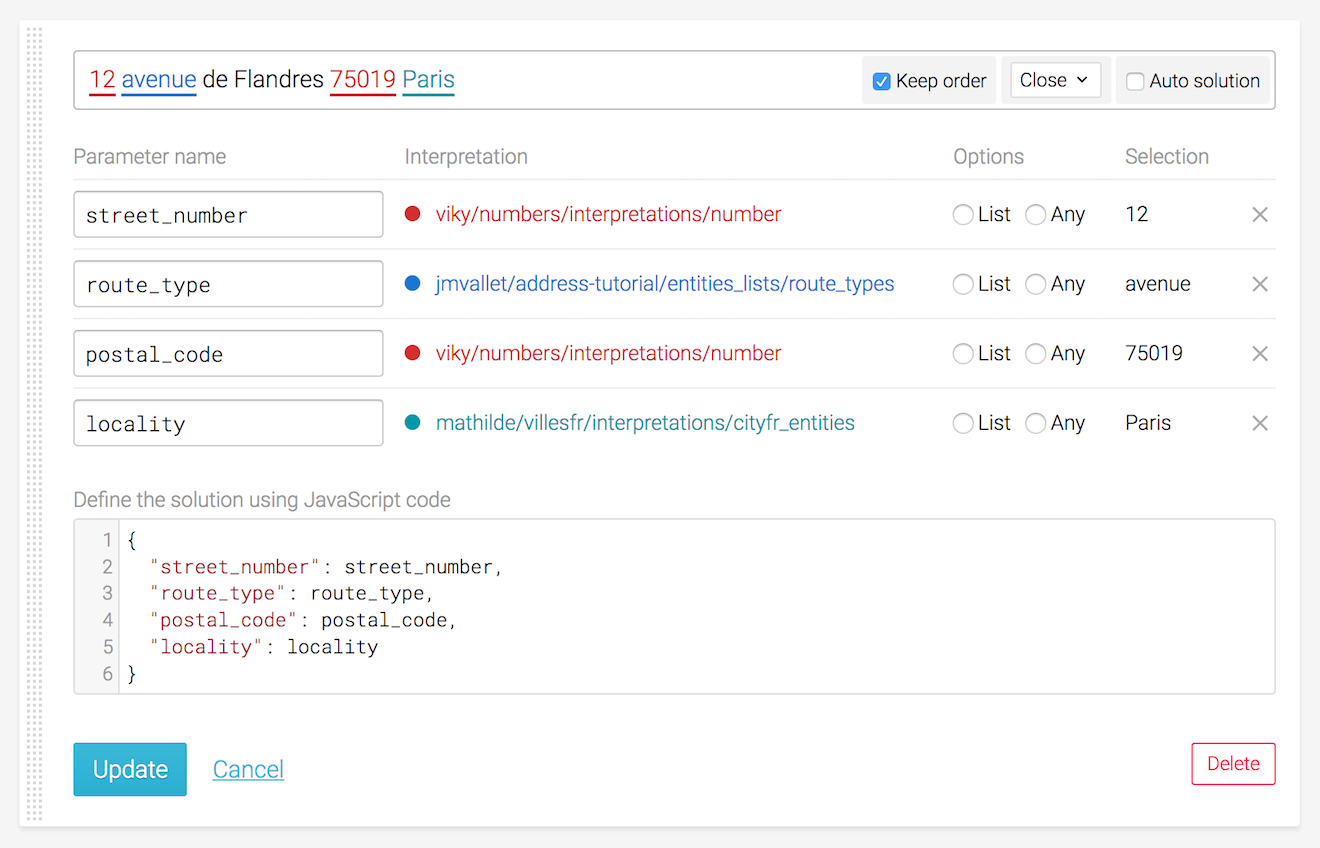 12 avenue de Flandres 75019 Paris Keep order Close Auto solution
Parameter name Interpretation Options Selection
street_number viky/numbers/interpretations/number List Any 12
route_type jmvallet/address-tutorial/entities_lists/route_types List Any avenue
postal_code viky/numbers/interpretations/number List Any 75019
locality mathilde/villesfr/interpretations/cityfr_entities List Any Paris
Define the solution using JavaScript code
1 {
2 "street_number": street_number,
3 "route_type": route_type,
4 "postal_code": postal_code,
5 "locality": locality
6 }
Update Cancel Delete